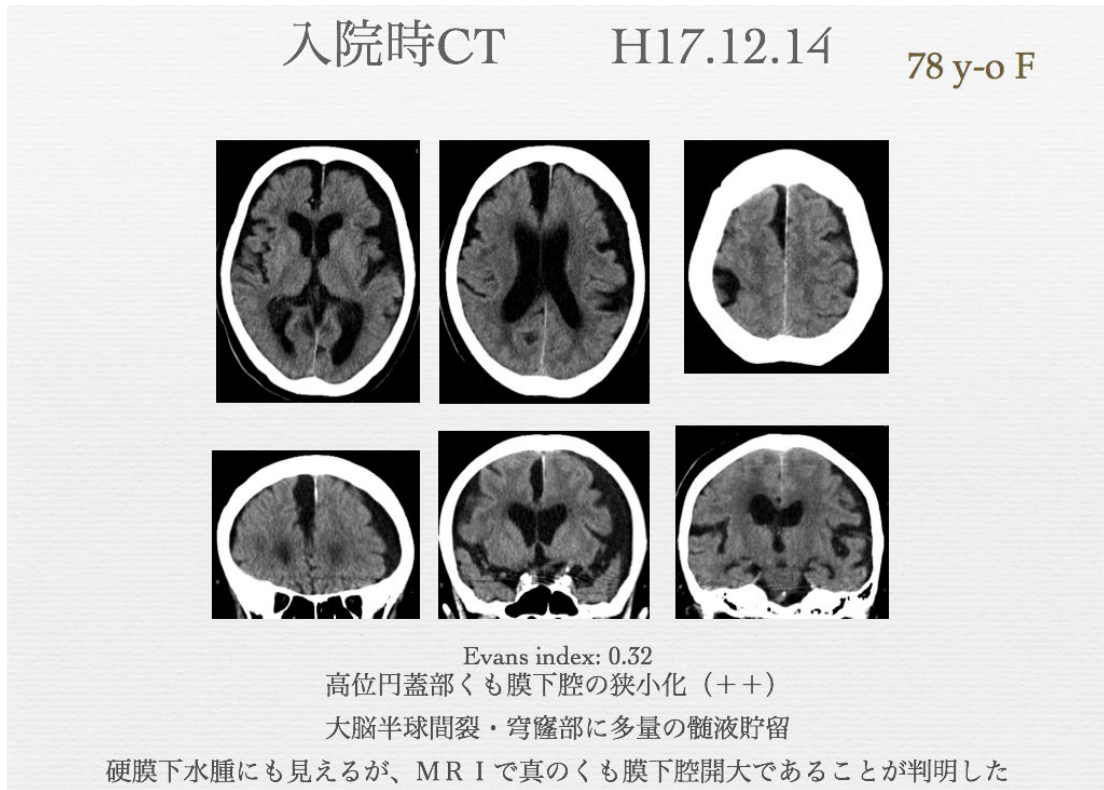 入院時CT H17.12.14
78 y-o F
Evans index: 0.32
高位円蓋部くも膜下腔の狭小化（＋＋）
大脳半球間裂・穹窿部に多量の髄液貯留
硬膜下水腫にも見えるが、ＭＲＩで真のくも膜下腔開大であることが判明した